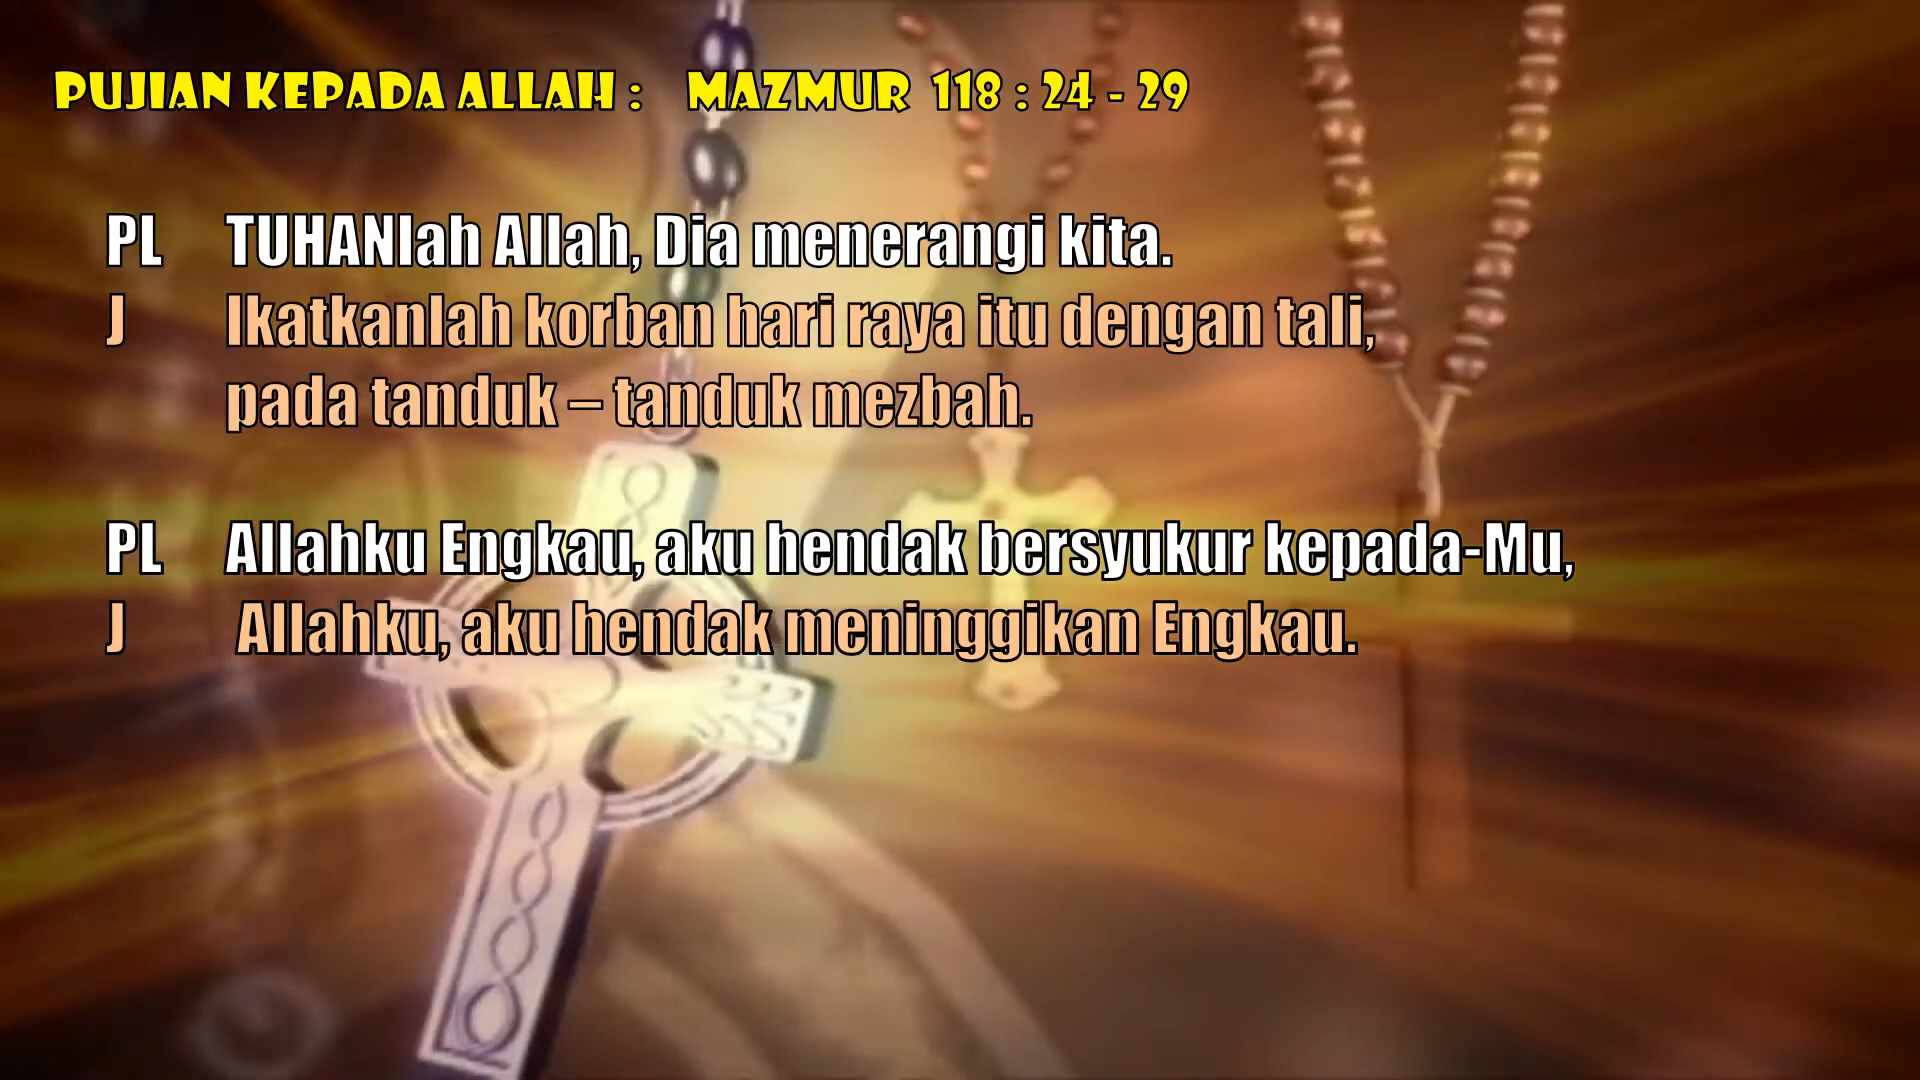 PUJIAN KEPADA ALLAH : MAZMUR 118 : 24 - 29
PL TUHANlah Allah, Dia menerangi kita.
J Ikatkanlah korban hari raya itu dengan tali,
pada tanduk – tanduk mezbah.
PL Allahku Engkau, aku hendak bersyukur kepada-Mu,
J Allahku, aku hendak meninggikan Engkau.